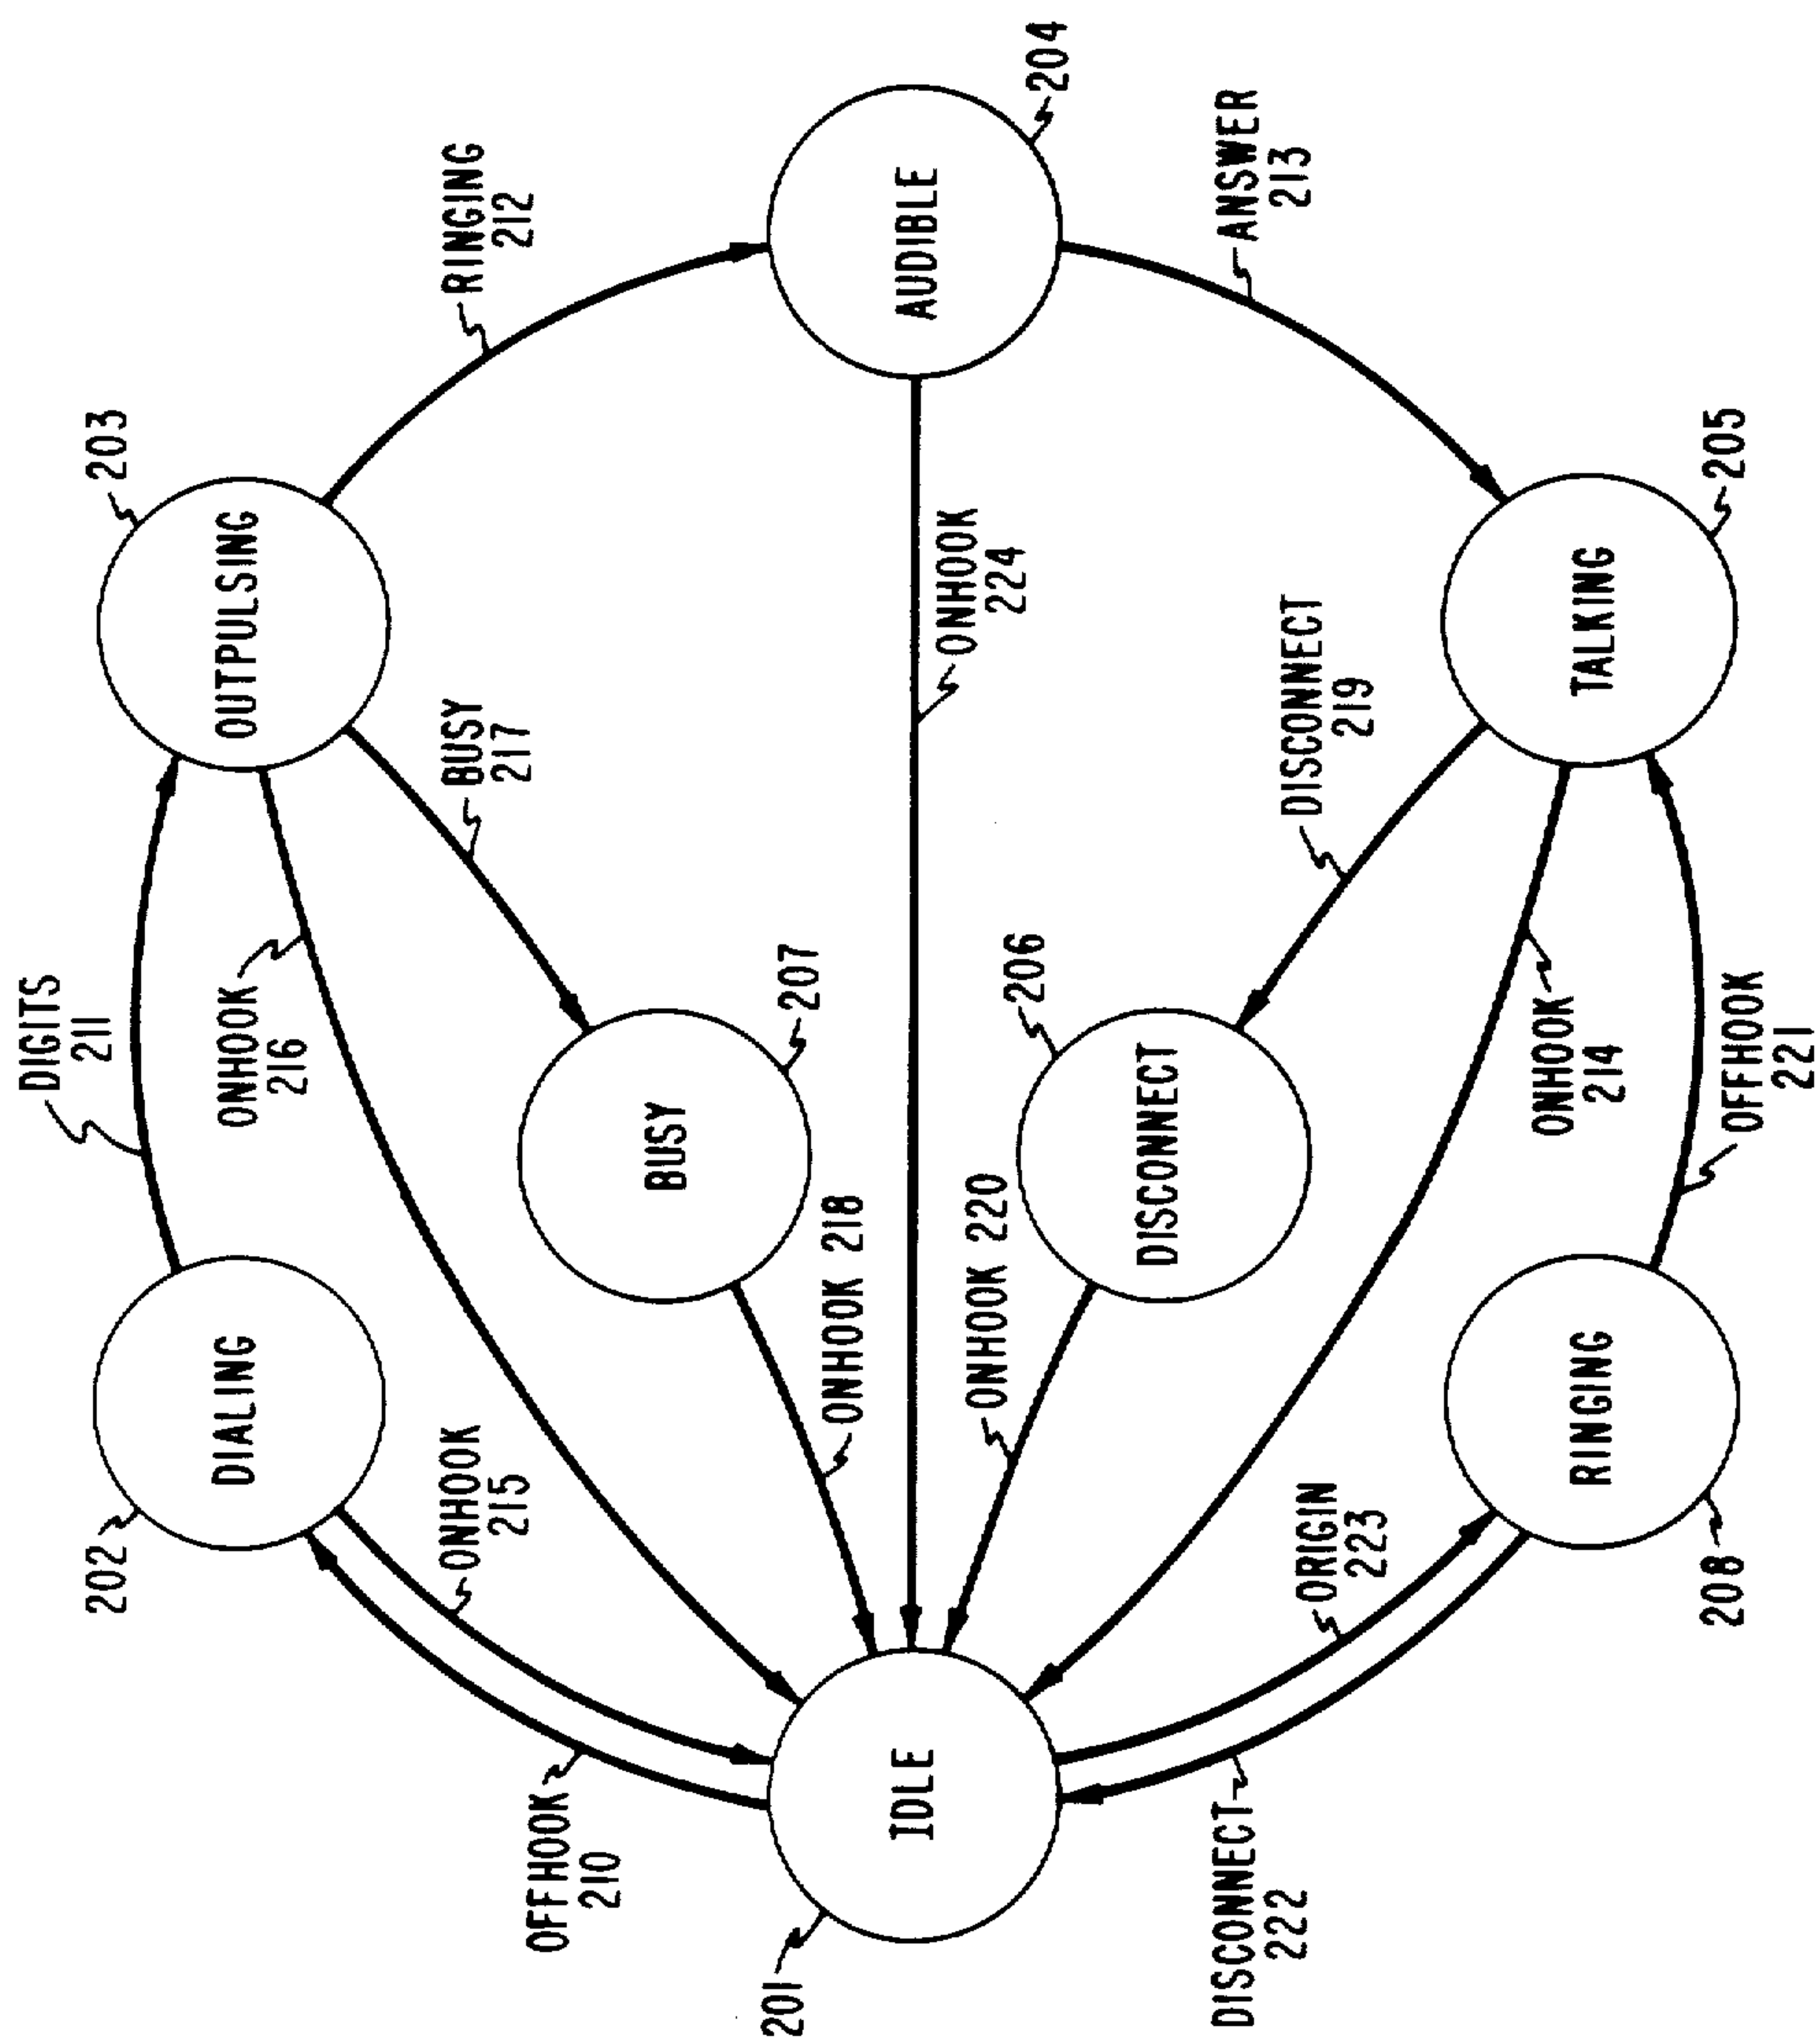 201
IDLE
OFFHOOK
210
DISCONNECT
222
202
DIALING
ONHOOK
215
ORIGIN
223
RINGING
208
DIGITS
211
ONHOOK
216
BUSY
207
ONHOOK 218
ONHOOK 220
DISCONNECT
206
ONHOOK
214
OFFHOOK
221
OUTPULSING
203
BUSY
217
ONHOOK
224
DISCONNECT
219
TALKING
205
RINGING
212
AUDIBLE
204
ANSWER
213